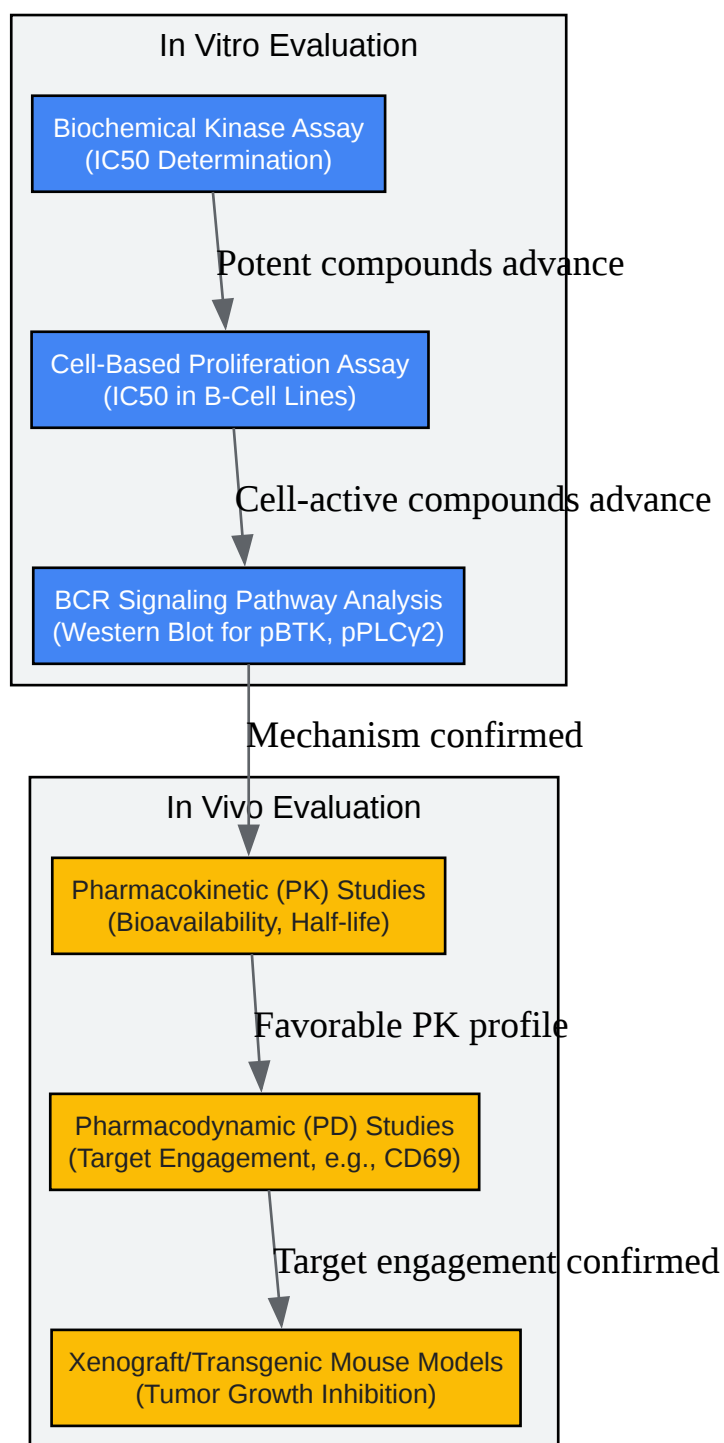 In Vitro Evaluation
Biochemical Kinase Assay
(IC50 Determination)
Potent compounds advance
Cell-Based Proliferation Assay
(IC50 in B-Cell Lines)
Cell-active compounds advance
BCR Signaling Pathway Analysis
(Western Blot for pBTK, pPLCγ2)
Mechanism confirmed
In Vivo Evaluation
Pharmacokinetic (PK) Studies
(Bioavailability, Half-life)
Favorable PK profile
Pharmacodynamic (PD) Studies
(Target Engagement, e.g., CD69)
Target engagement confirmed
Xenograft/Transgenic Mouse Models
(Tumor Growth Inhibition)